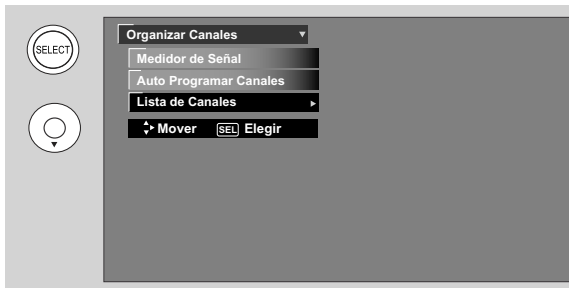 SELECT
Organizar Canales
Medidor de Señal
Auto Programar Canales
Lista de Canales
Mover SEL Elegir